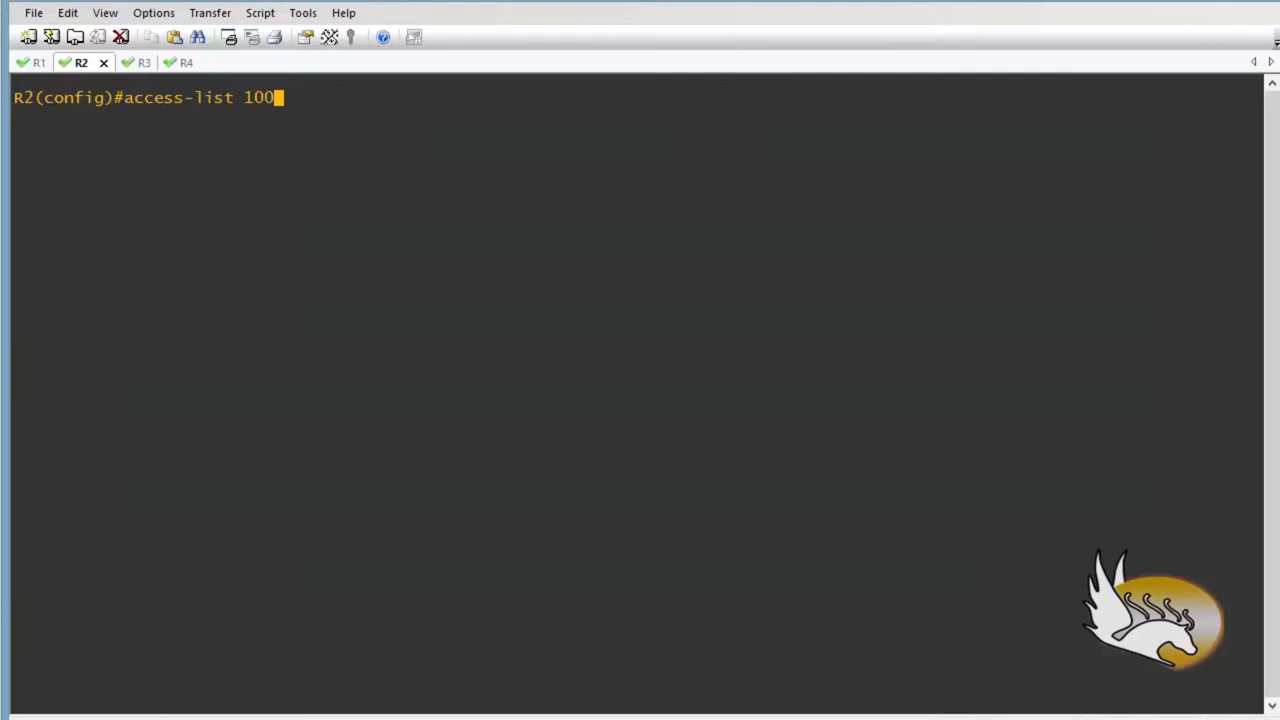 File Edit View Options Transfer Script Tools Help
R1 R2 R3 R4
R2(config)#access-list 100